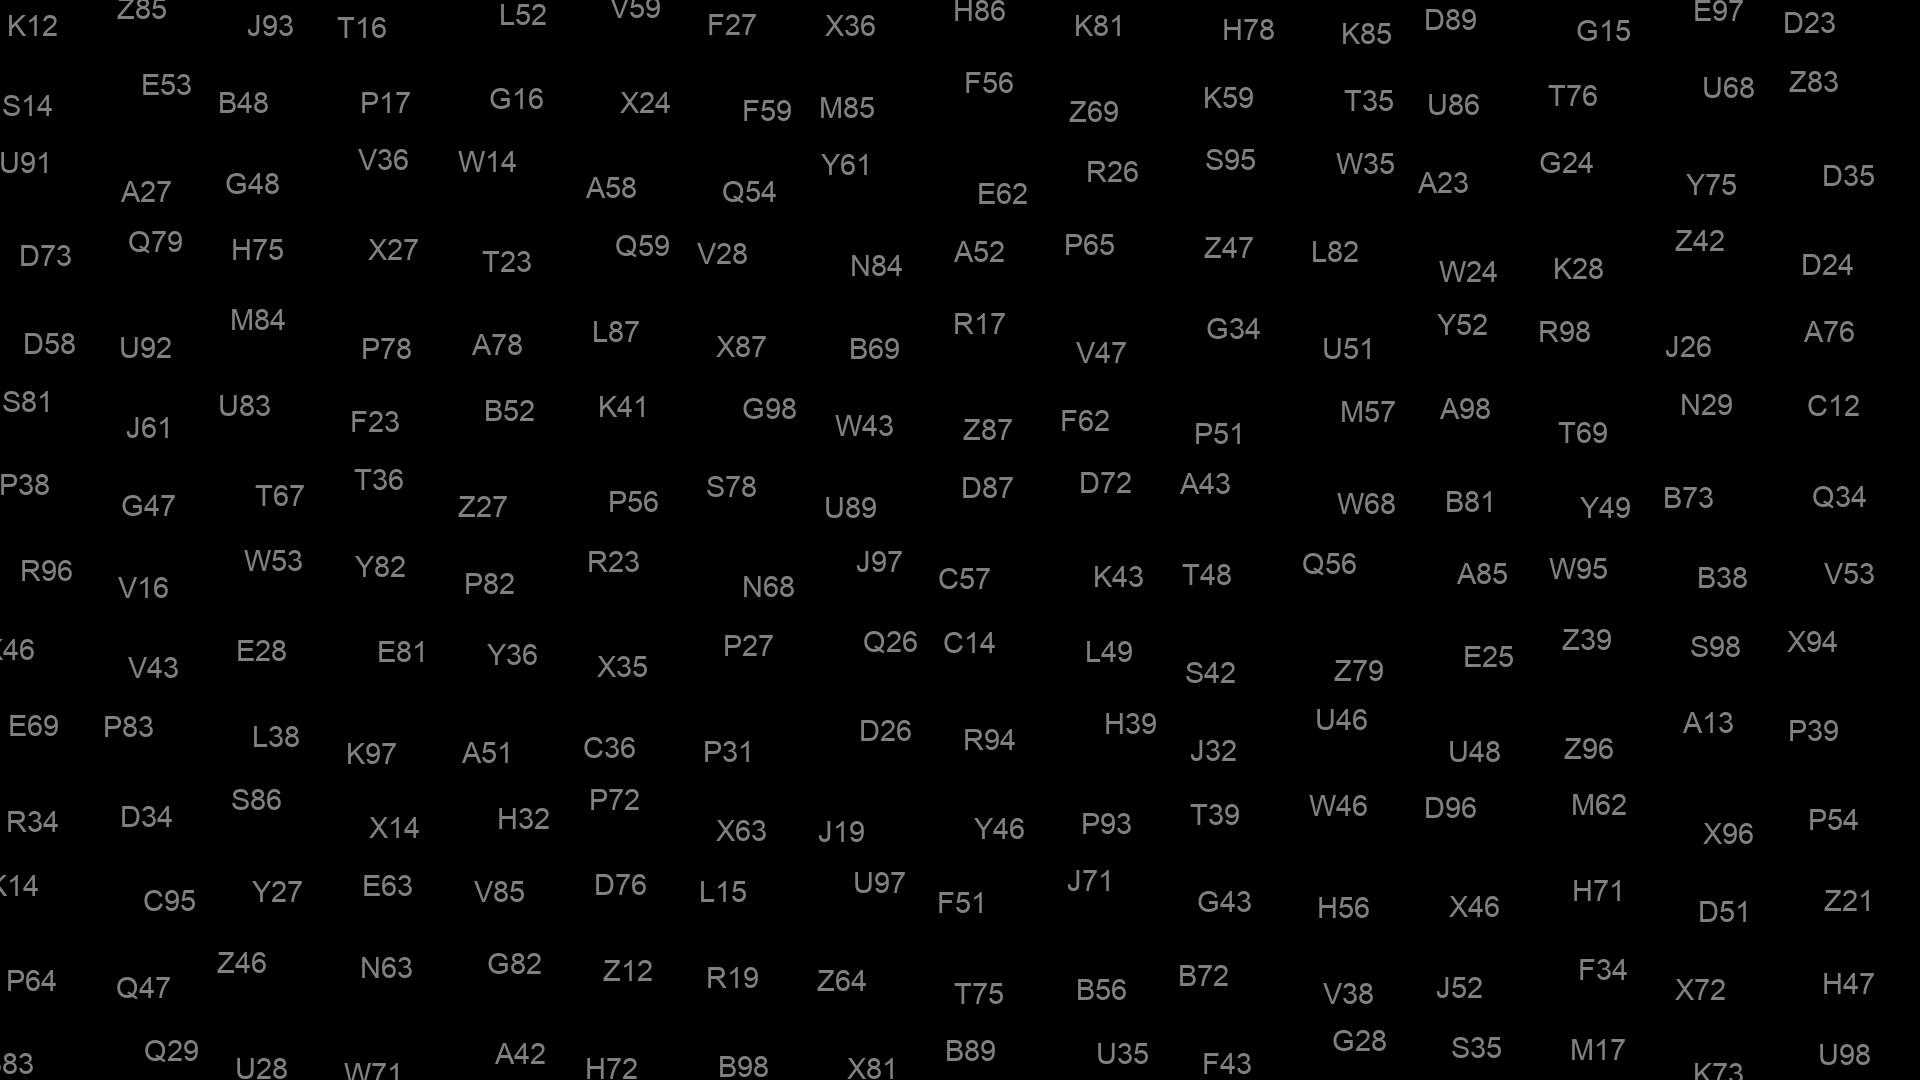 K12 Z85 J93 T16 L52 V59 F27 X36 H86 K81 H78 K85 D89 G15 E97 D23
S14 E53 B48 P17 G16 X24 F59 M85 F56 Z69 K59 T35 U86 T76 U68 Z83
U91 A27 G48 V36 W14 A58 Q54 Y61 E62 R26 S95 W35 A23 G24 Y75 D35
D73 Q79 H75 X27 T23 Q59 V28 N84 A52 P65 Z47 L82 W24 K28 Z42 D24
D58 U92 M84 P78 A78 L87 X87 B69 R17 V47 G34 U51 Y52 R98 J26 A76
S81 J61 U83 F23 B52 K41 G98 W43 Z87 F62 P51 M57 A98 T69 N29 C12
P38 G47 T67 T36 Z27 P56 S78 U89 D87 D72 A43 W68 B81 Y49 B73 Q34
R96 V16 W53 Y82 P82 R23 N68 J97 C57 K43 T48 Q56 A85 W95 B38 V53
46 V43 E28 E81 Y36 X35 P27 Q26 C14 L49 S42 Z79 E25 Z39 S98 X94
E69 P83 L38 K97 A51 C36 P31 D26 R94 H39 J32 U46 U48 Z96 A13 P39
R34 D34 S86 X14 H32 P72 X63 J19 Y46 P93 T39 W46 D96 M62 X96 P54
14 C95 Y27 E63 V85 D76 L15 U97 F51 J71 G43 H56 X46 H71 D51 Z21
P64 Q47 Z46 N63 G82 Z12 R19 Z64 T75 B56 B72 V38 J52 F34 X72 H47
83 Q29 U28 W71 A42 H72 B98 X81 B89 U35 F43 G28 S35 M17 K73 U98